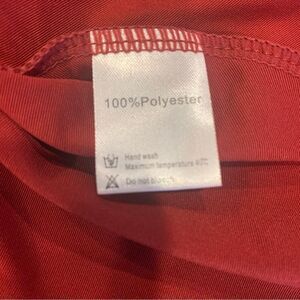 100%Polyester
Hand wash
Maximum temperature 40℃
Do not bleach